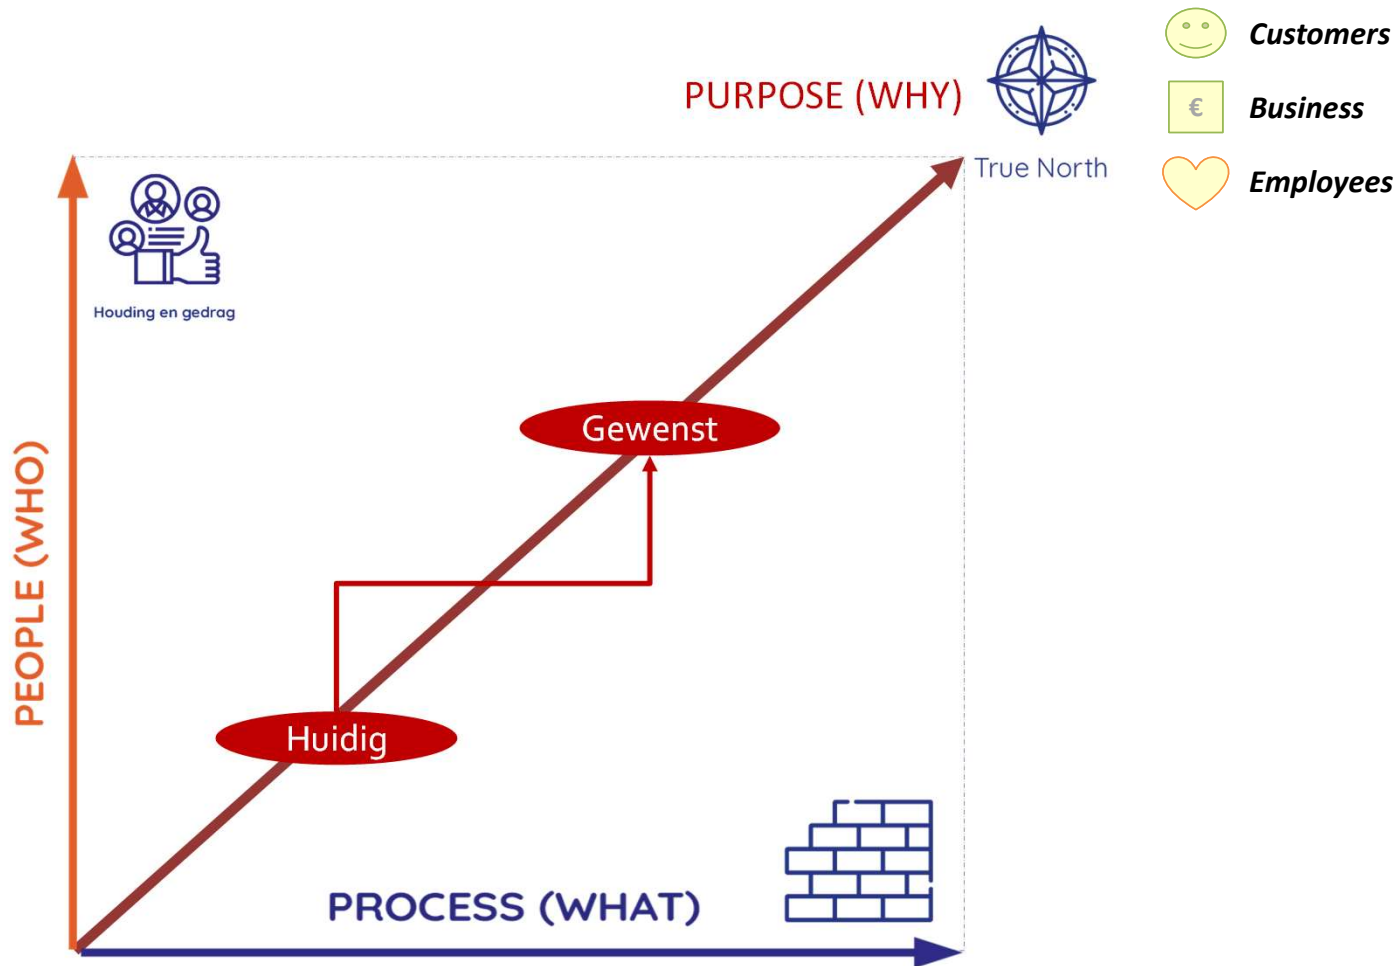 Customers
PURPOSE (WHY)
€
Business
True North
Employees
Houding en gedrag
Gewenst
PEOPLE (WHO)
Huidig
PROCESS (WHAT)